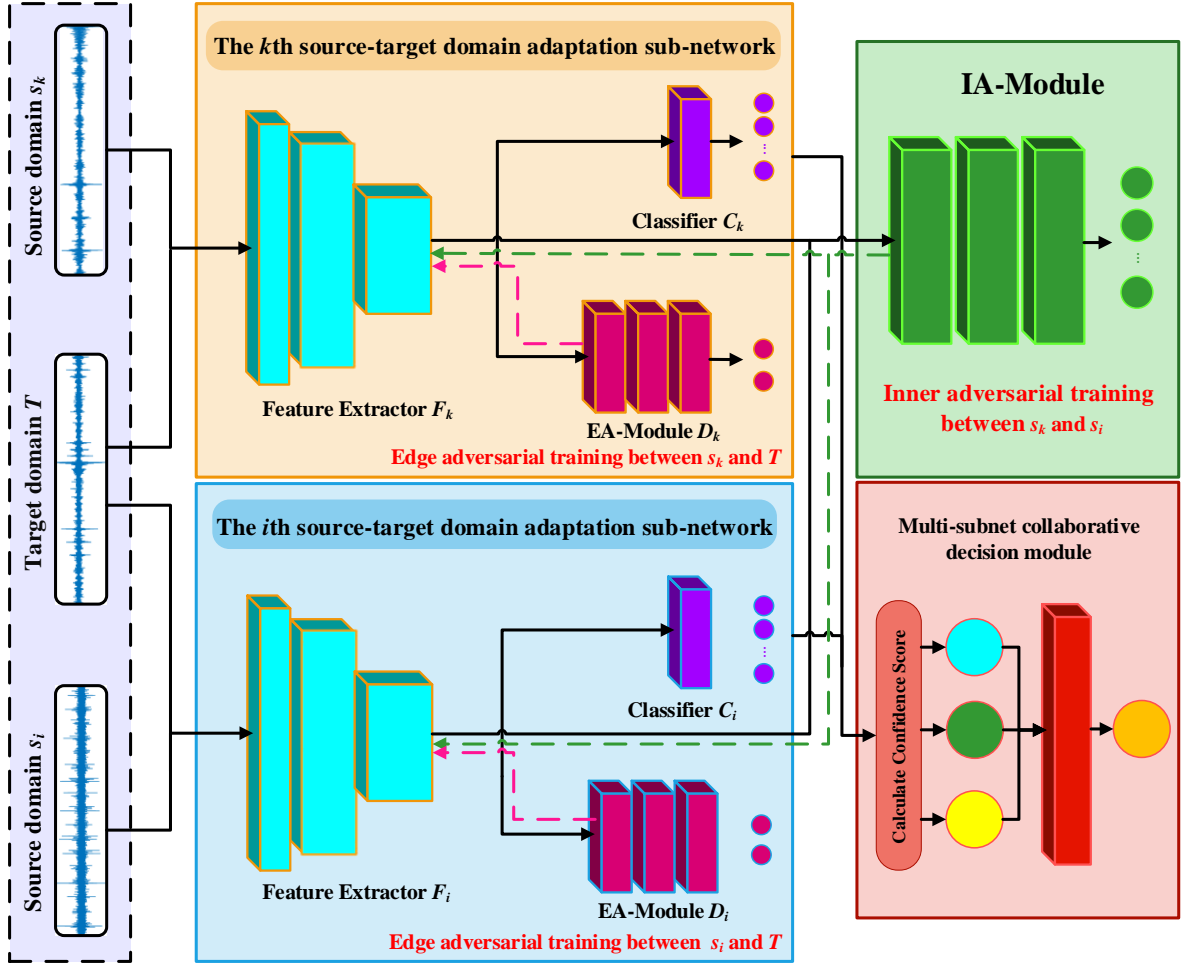 Source domain s_k
Target domain T
Source domain s_i
The kth source-target domain adaptation sub-network
Classifier C_k
Feature Extractor F_k
EA-Module D_k
Edge adversarial training between s_k and T
The ith source-target domain adaptation sub-network
Classifier C_i
Feature Extractor F_i
EA-Module D_i
Edge adversarial training between s_i and T
IA-Module
Inner adversarial training
between s_k and s_i
Multi-subnet collaborative
decision module
Calculate Confidence Score